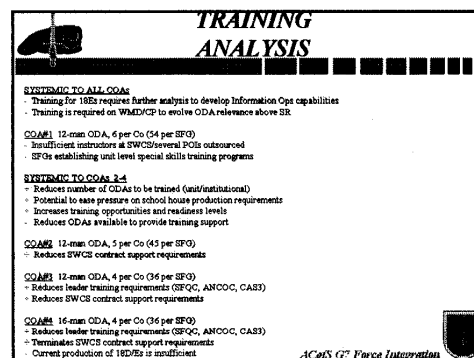 TRAINING
ANALYSIS
SYSTEMIC TO ALL COAs
- Training for 18Es requires further analysis to develop Information Ops capabilities
- Training is required on WMD/CP to evolve ODA relevance above SR
COA#1 12-man ODA, 6 per Co (54 per SFG)
- Insufficient instructors at SWCS/several POIs outsourced
- SFGs establishing unit level special skills training programs
SYSTEMIC TO COAs 2-4
+ Reduces number of ODAs to be trained (unit/institutional)
+ Potential to ease pressure on school house production requirements
+ Increases training opportunities and readiness levels
- Reduces ODAs available to provide training support
COA#2 12-man ODA, 5 per Co (45 per SFG)
+ Reduces SWCS contract support requirements
COA#3 12-man ODA, 4 per Co (36 per SFG)
+ Reduces leader training requirements (SFQC, ANCOC, CAS3)
+ Reduces SWCS contract support requirements
COA#4 16-man ODA, 4 per Co (36 per SFG)
+ Reduces leader training requirements (SFQC, ANCOC, CAS3)
+ Terminates SWCS contract support requirements
- Current production of 18D/Es is insufficient
ACofS G7 Force Integration